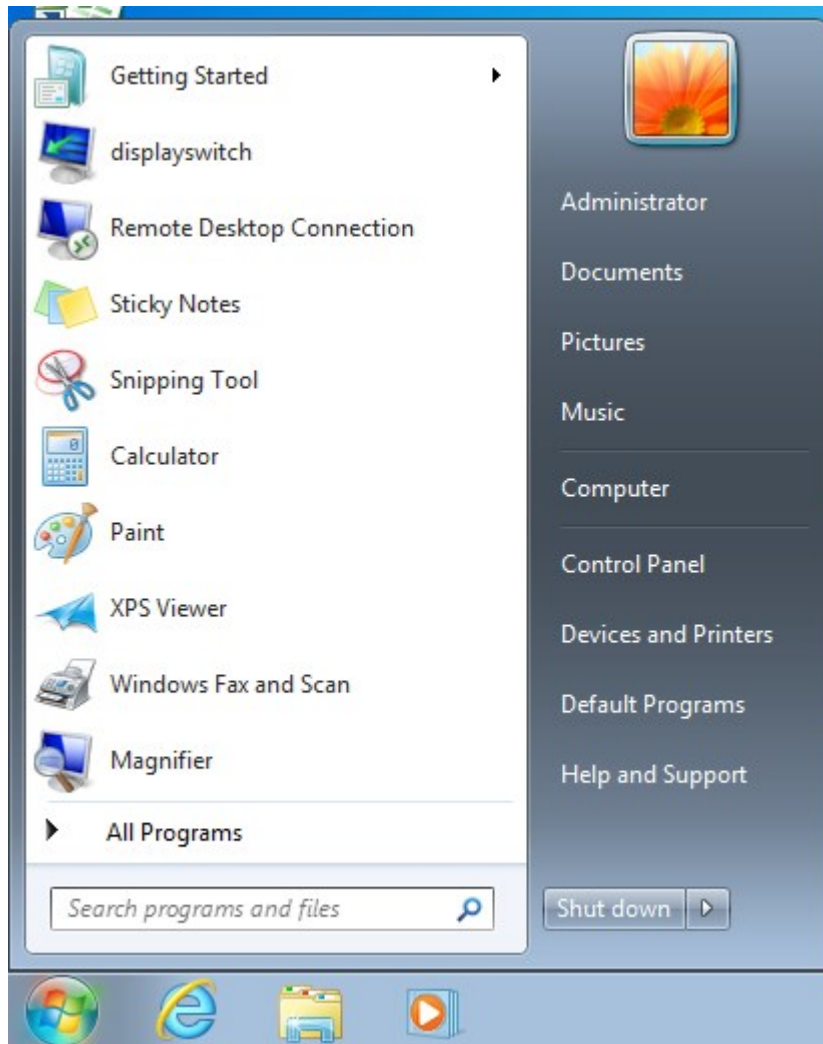 Getting Started
displayswitch
Remote Desktop Connection
Sticky Notes
Snipping Tool
Calculator
Paint
XPS Viewer
Windows Fax and Scan
Magnifier
All Programs
Search programs and files
Administrator
Documents
Pictures
Music
Computer
Control Panel
Devices and Printers
Default Programs
Help and Support
Shut down